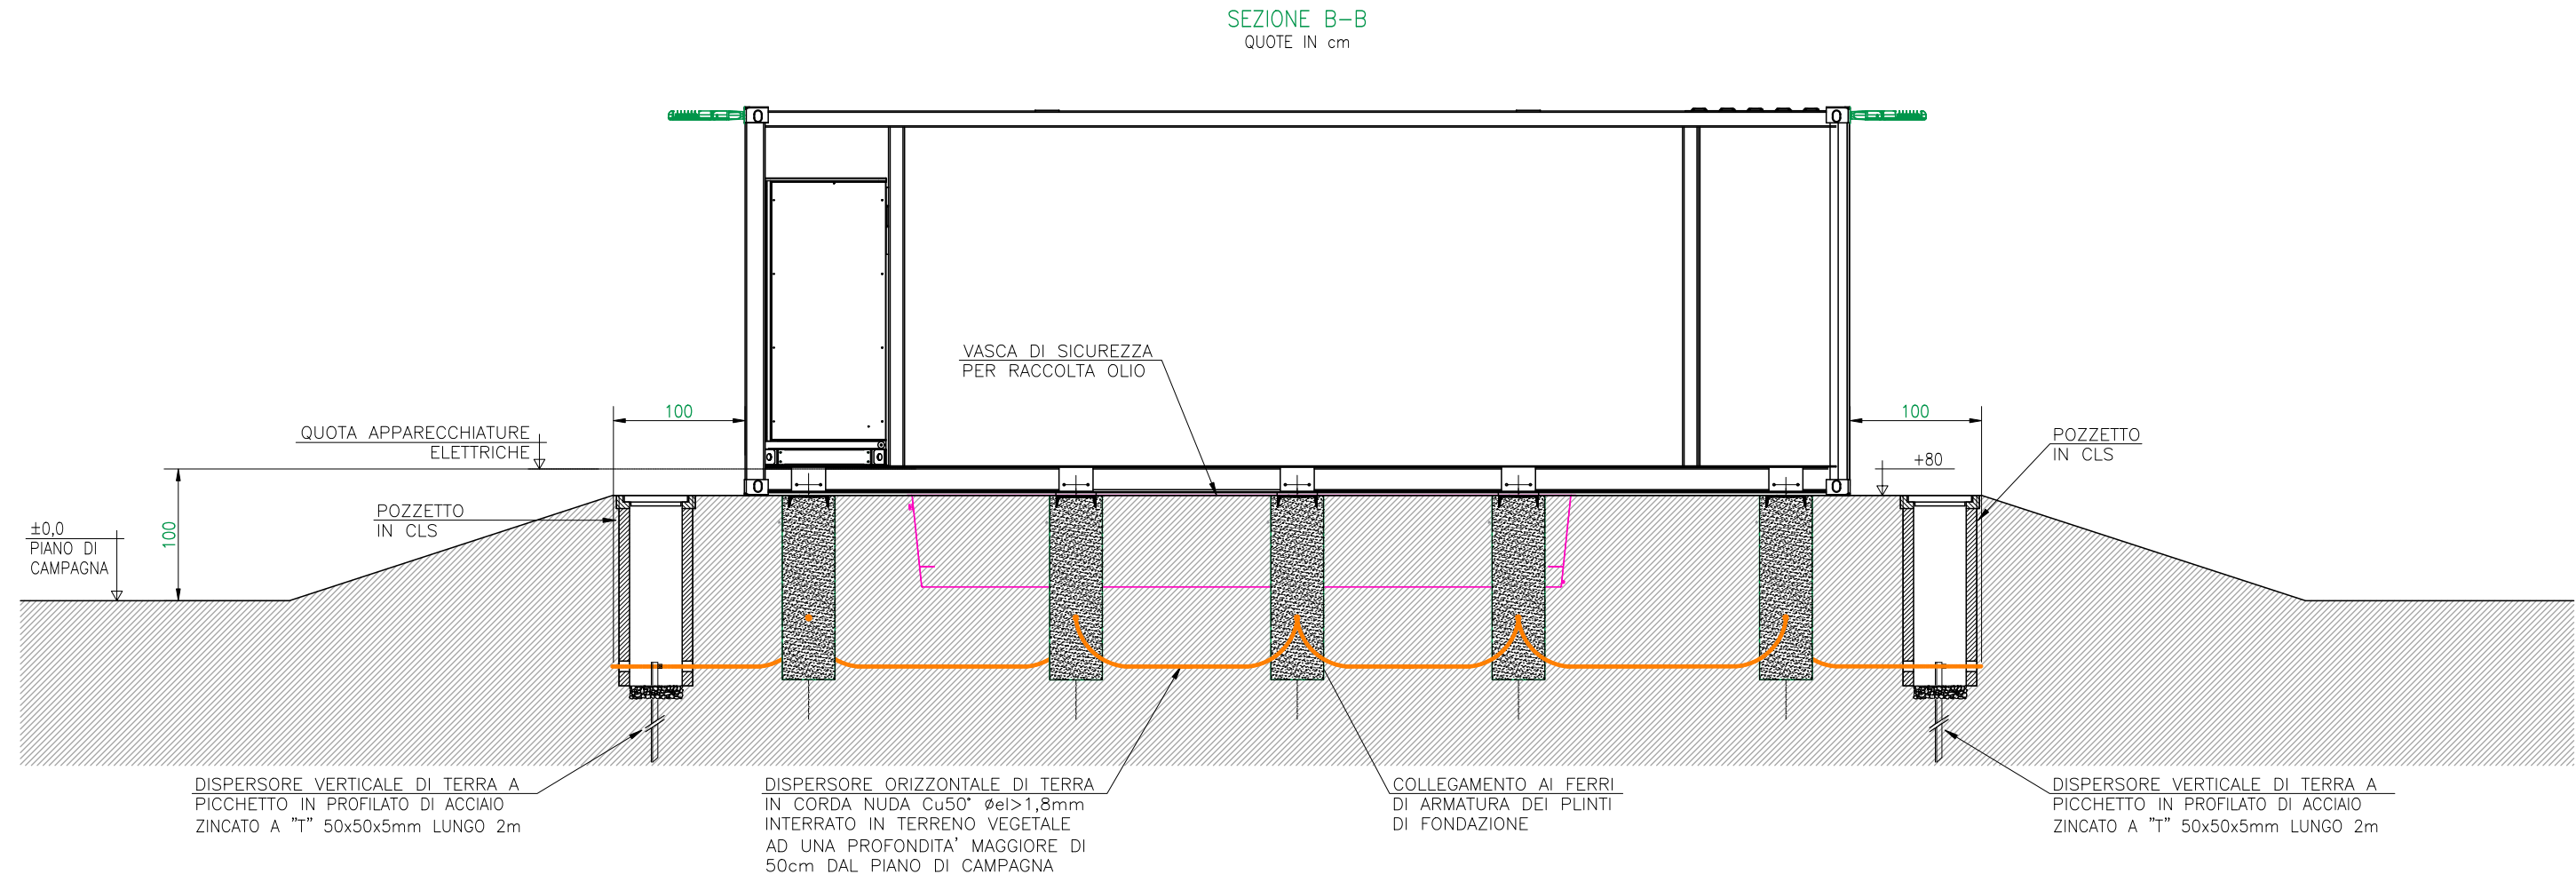 SEZIONE B-B
QUOTE IN cm
VASCA DI SICUREZZA
PER RACCOLTA OLIO
100
100
QUOTA APPARECCHIATURE
ELETTRICHE
POZZETTO
IN CLS
+80
POZZETTO
IN CLS
±0,0
PIANO DI
CAMPAGNA
100
DISPERSORE VERTICALE DI TERRA A
PICCHETTO IN PROFILATO DI ACCIAIO
ZINCATO A "T" 50x50x5mm LUNGO 2m
DISPERSORE ORIZZONTALE DI TERRA
IN CORDA NUDA Cu50° øel>1,8mm
INTERRATO IN TERRENO VEGETALE
AD UNA PROFONDITA' MAGGIORE DI
50cm DAL PIANO DI CAMPAGNA
COLLEGAMENTO AI FERRI
DI ARMATURA DEI PLINTI
DI FONDAZIONE
DISPERSORE VERTICALE DI TERRA A
PICCHETTO IN PROFILATO DI ACCIAIO
ZINCATO A "T" 50x50x5mm LUNGO 2m